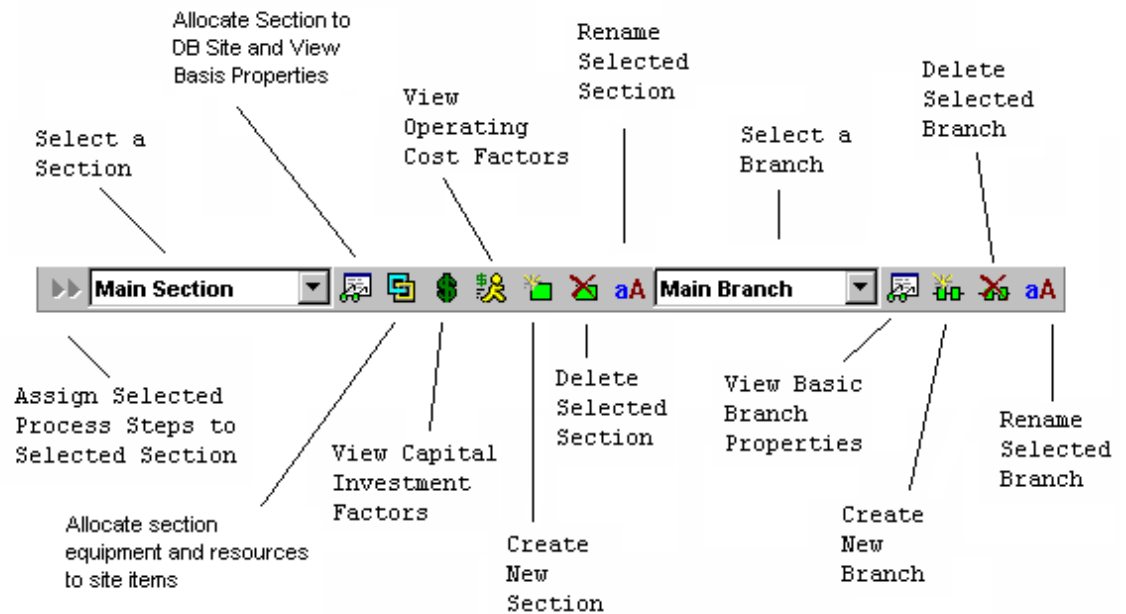 Allocate Section to
DB Site and View
Basis Properties
Rename
Selected
Section
Delete
Selected
Branch
View
Operating
Cost Factors
Select a
Section
Select a
Branch
Main Section
aA
Main Branch
aA
Assign Selected
Process Steps to
Selected Section
Delete
Selected
Section
View Basic
Branch
Properties
Rename
Selected
Branch
View Capital
Investment
Factors
Allocate section
equipment and resources
to site items
Create
New
Section
Create
New
Branch